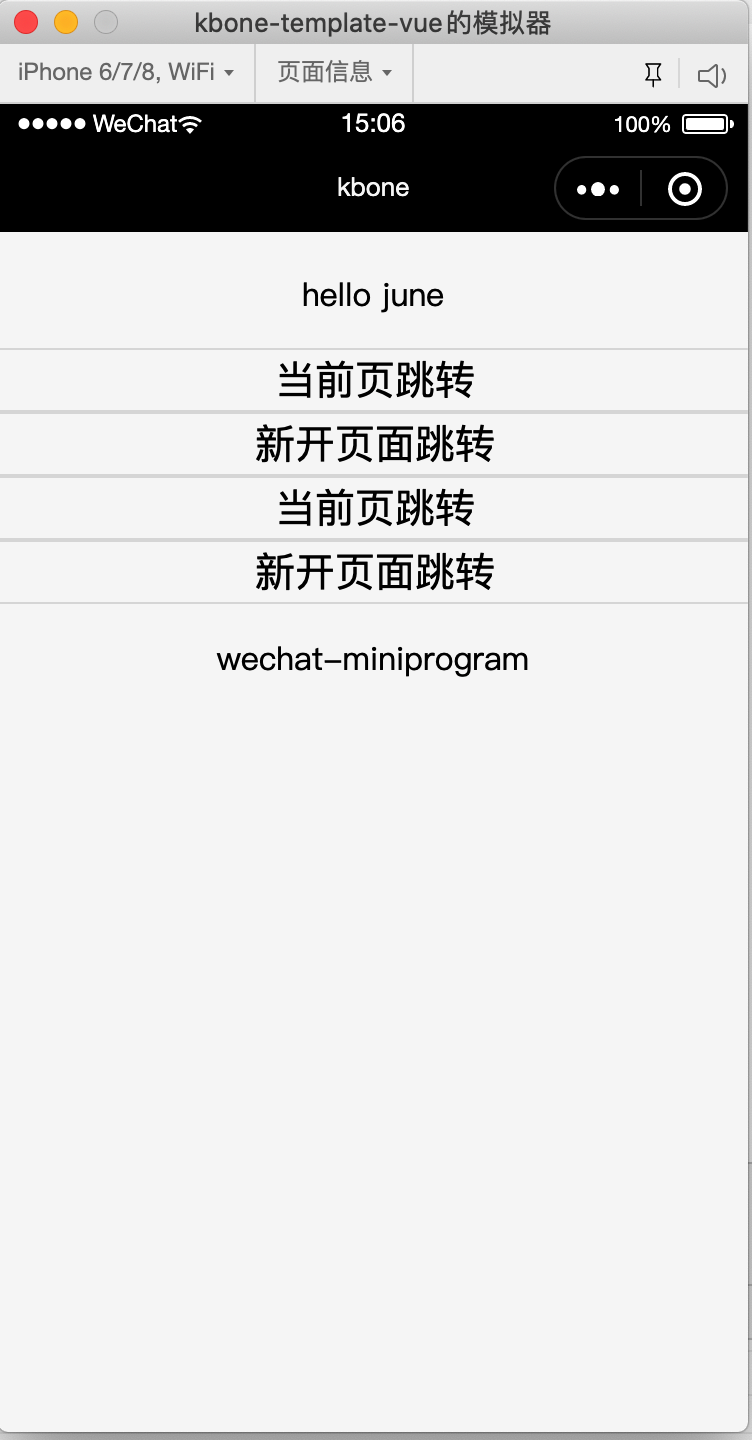 kbone-template-vue的模拟器
iPhone 6/7/8, WiFi 页面信息
WeChat 15:06 100%
kbone
hello june
当前页跳转
新开页面跳转
当前页跳转
新开页面跳转
wechat-miniprogram